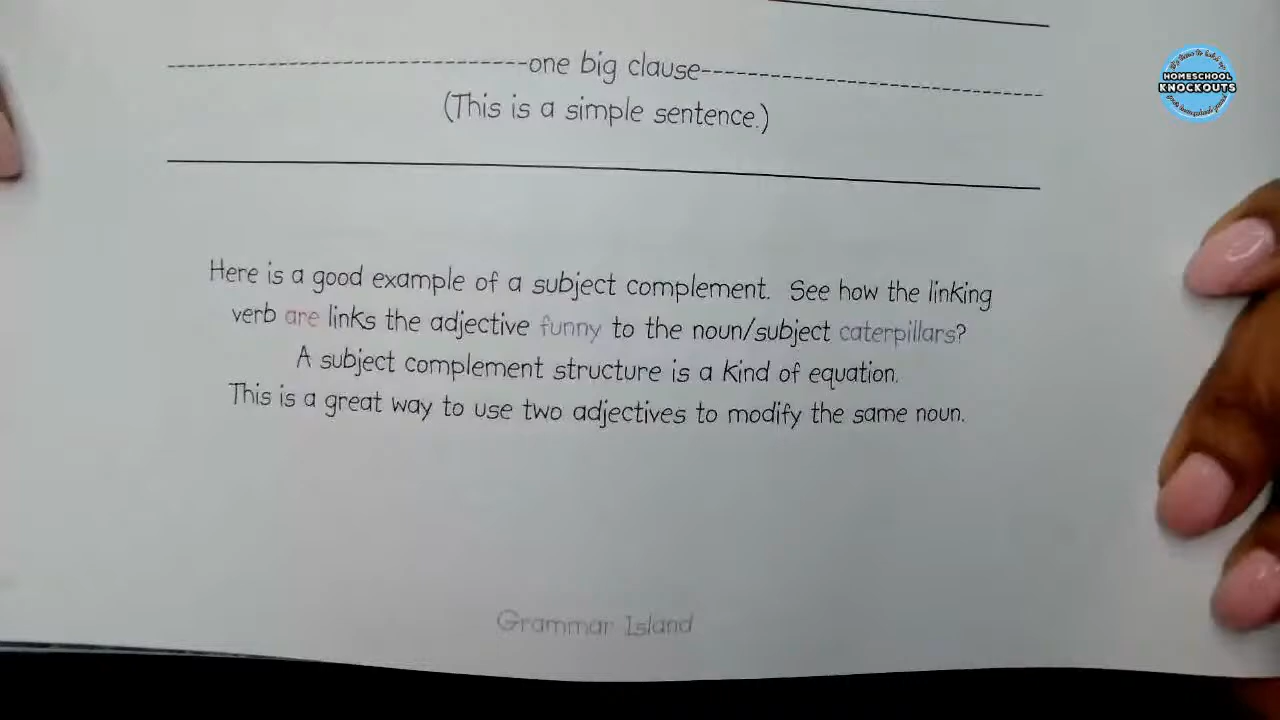 -----one big clause-----
(This is a simple sentence.)
Here is a good example of a subject complement. See how the linking
verb are links the adjective funny to the noun/subject caterpillars?
A subject complement structure is a kind of equation.
This is a great way to use two adjectives to modify the same noun.
Grammar Island
HOMESCHOOL
KNOCKOUTS